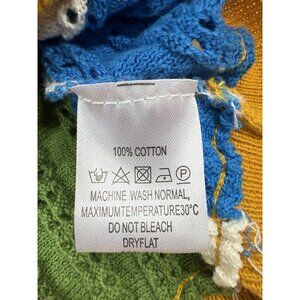 100% COTTON
MACHINE WASH NORMAL,
MAXIMUMTEMPERATURE30°C
DO NOT BLEACH
DRYFLAT